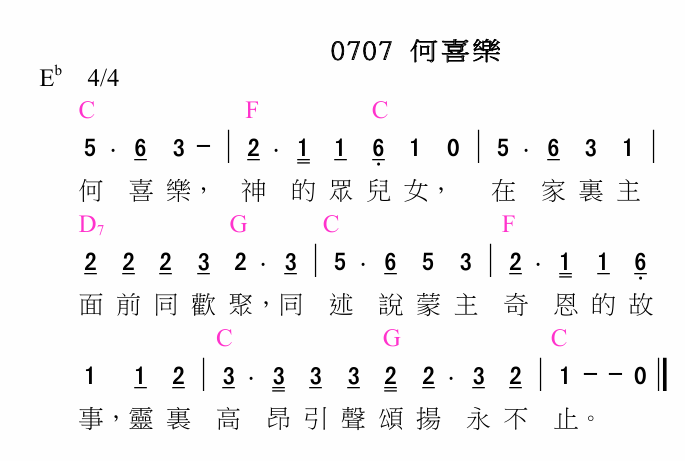 0707 何喜樂
E♭ 4/4
C F C
5 . 6 3 - | 2 . 1 1 6 1 0 | 5 . 6 3 1 |
何 喜樂， 神 的眾兒女， 在 家裏主
D7 G C F
2 2 2 3 2 . 3 | 5 . 6 5 3 | 2 . 1 1 6
面前同歡聚，同 述 說蒙主 奇 恩的故
C G C
1 1 2 | 3 . 3 3 3 2 2 . 3 2 | 1 - - 0 ||
事，靈裏 高 昂引聲頌揚 永不 止。